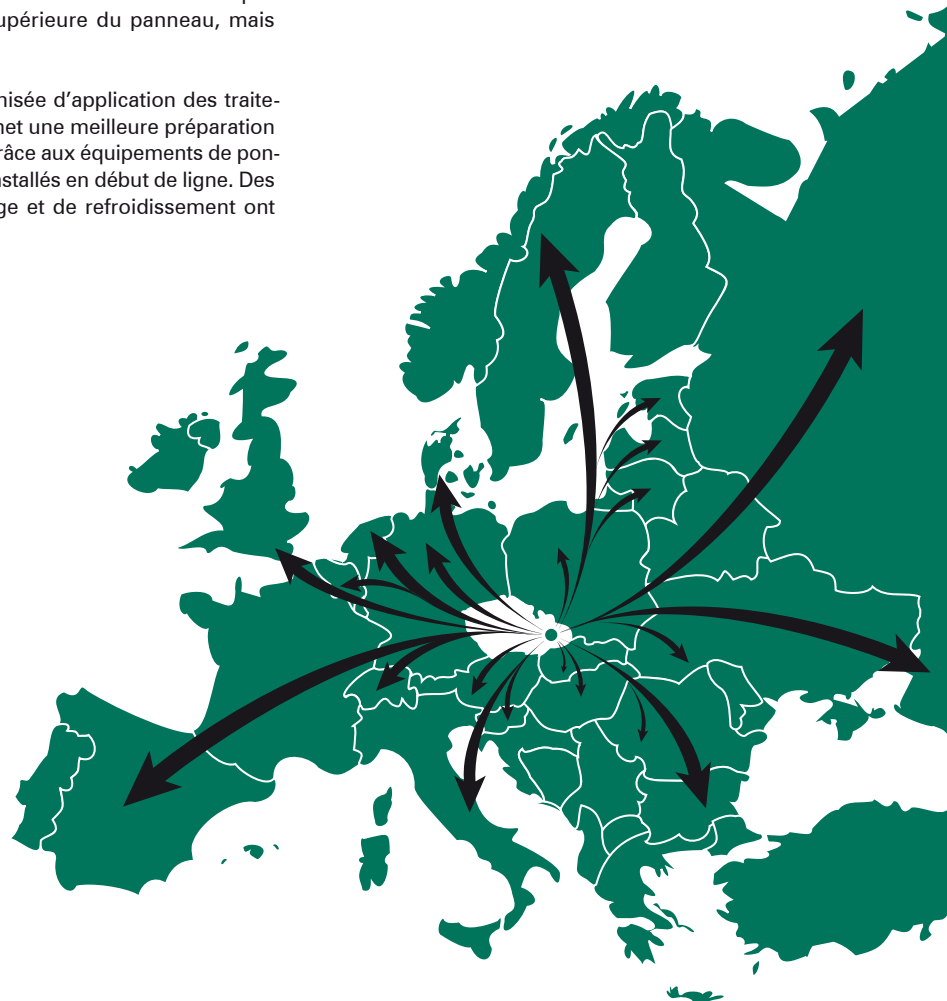 upérieure du panneau, mais
nisée d’application des traite-
net une meilleure préparation
râce aux équipements de pon-
nstallés en début de ligne. Des
ge et de refroidissement ont